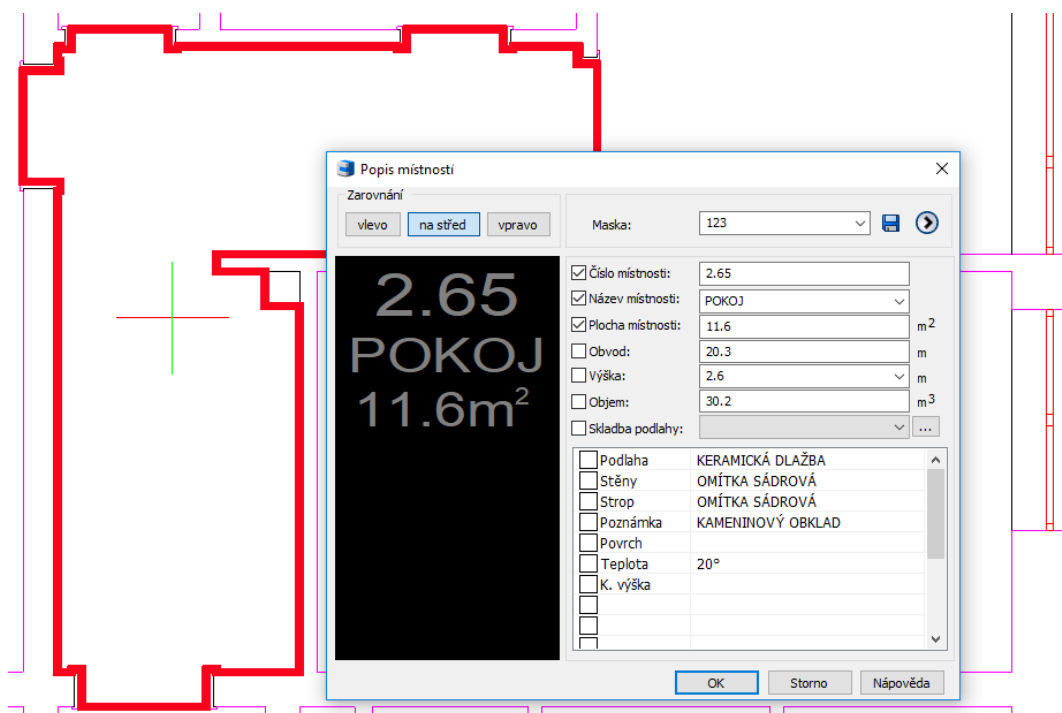 Popis místností
Zarovnání
vlevo
na střed
vpravo
Maska:
123
2.65
POKOJ
11.6m²
Číslo místnosti:
2.65
Název místnosti:
POKOJ
Plocha místnosti:
11.6
m2
Obvod:
20.3
m
Výška:
2.6
m
Objem:
30.2
m3
Skladba podlahy:
...
Podlaha KERAMICKÁ DLAŽBA
Stěny OMÍTKA SÁDROVÁ
Strop OMÍTKA SÁDROVÁ
Poznámka KAMENINOVÝ OBKLAD
Povrch
Teplota 20°
K. výška
OK
Storno
Nápověda